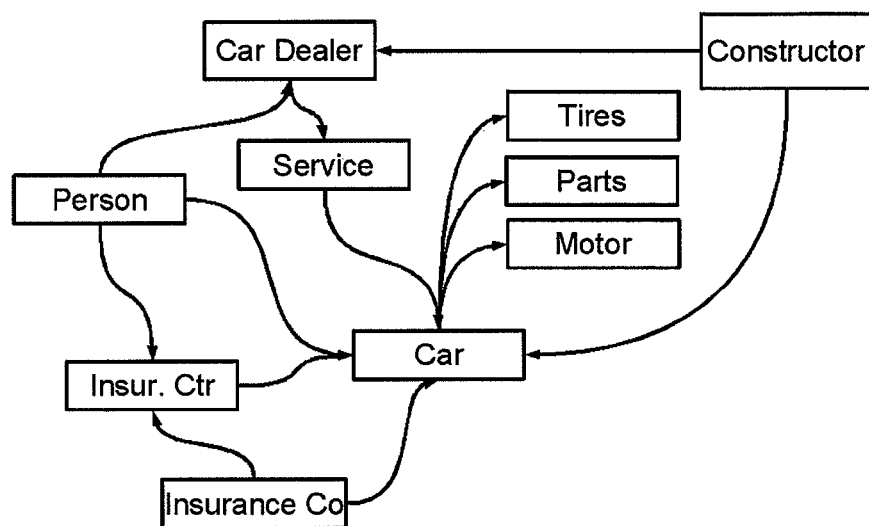 Car Dealer
Constructor
Tires
Service
Parts
Person
Motor
Car
Insur. Ctr
Insurance Co